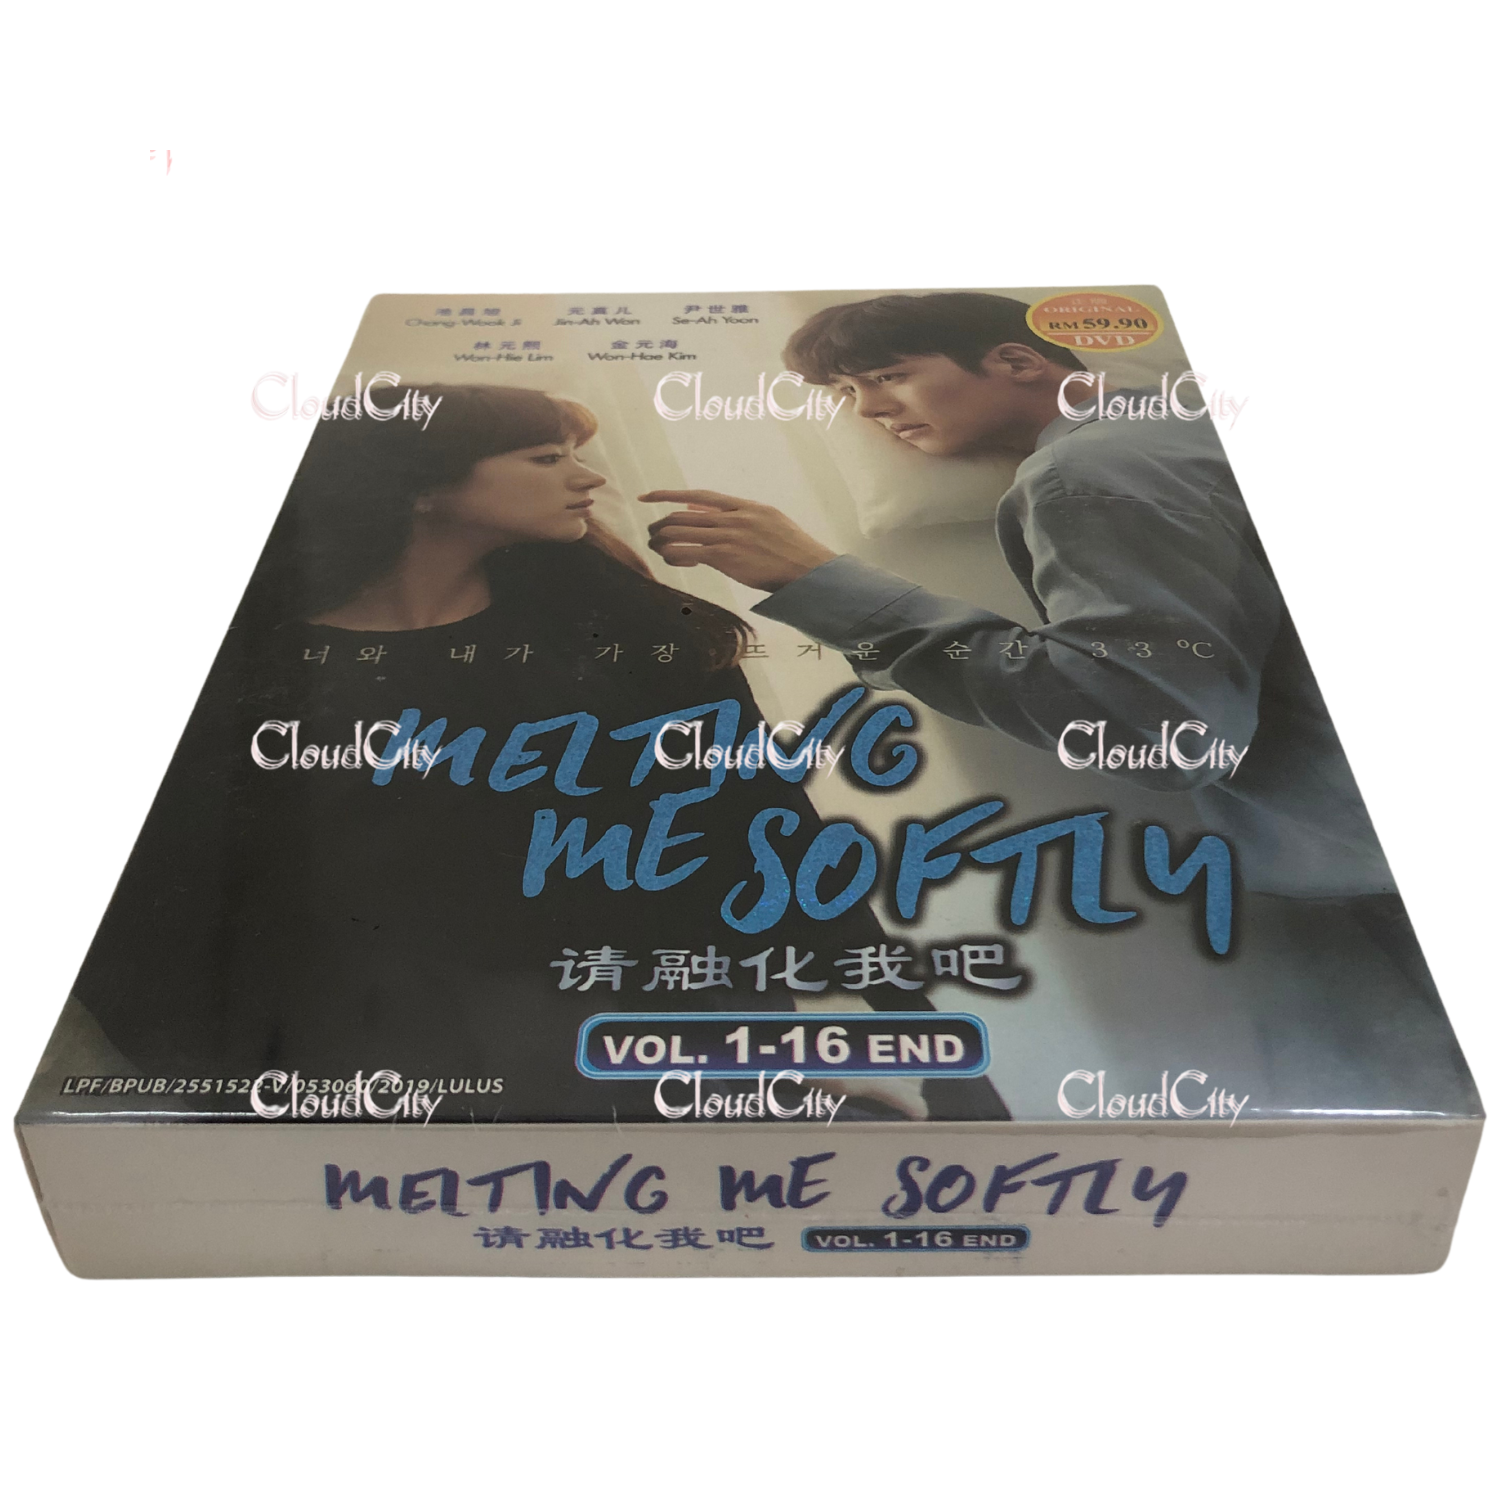 池昌旭 元真儿 尹世雅
Chang-Wook Ji Jin-Ah Won Se-Ah Yoon
林元熙 金元海
Won-Hie Lim Won-Hae Kim
正版
ORIGINAL
RM 59.90
DVD
CloudCity CloudCity CloudCity
너와 내가 가장 뜨거운 순간 33℃
MELTING
CloudCity CloudCity CloudCity
ME SOFTLY
请融化我吧
VOL. 1-16 END
LPF/BPUB/2551522-V/053060/2019/LULUS
CloudCity CloudCity CloudCity
MELTING ME SOFTLY
请融化我吧 VOL. 1-16 END